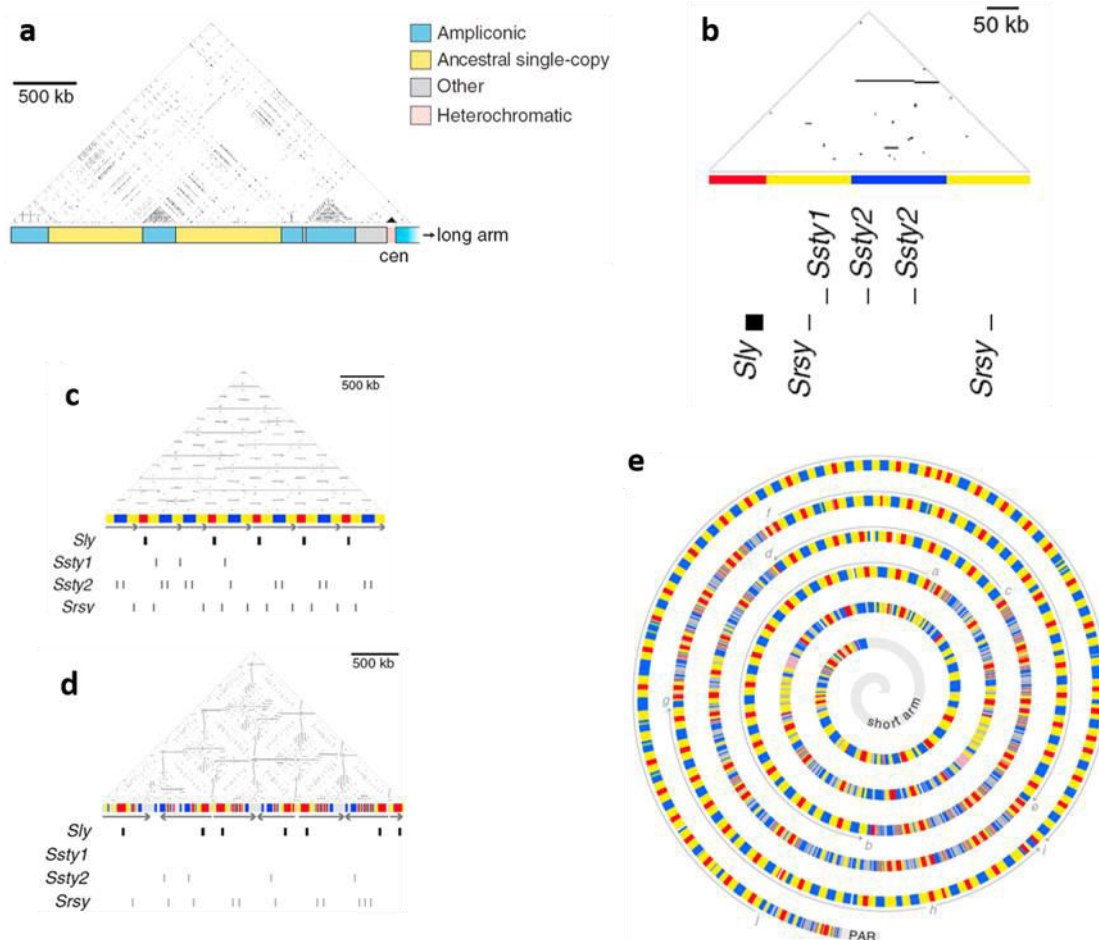 a
Ampliconic
Ancestral single-copy
Other
Heterochromatic
500 kb
→ long arm
cen
b
50 kb
Ssty1
Ssty2
Ssty2
Sly
Srsy
Srsy
c
500 kb
Sly
Ssty1
Ssty2
Srsy
d
500 kb
Sly
Ssty1
Ssty2
Srsy
e
f
d
a
c
short arm
g
e
b
i
h
j
PAR